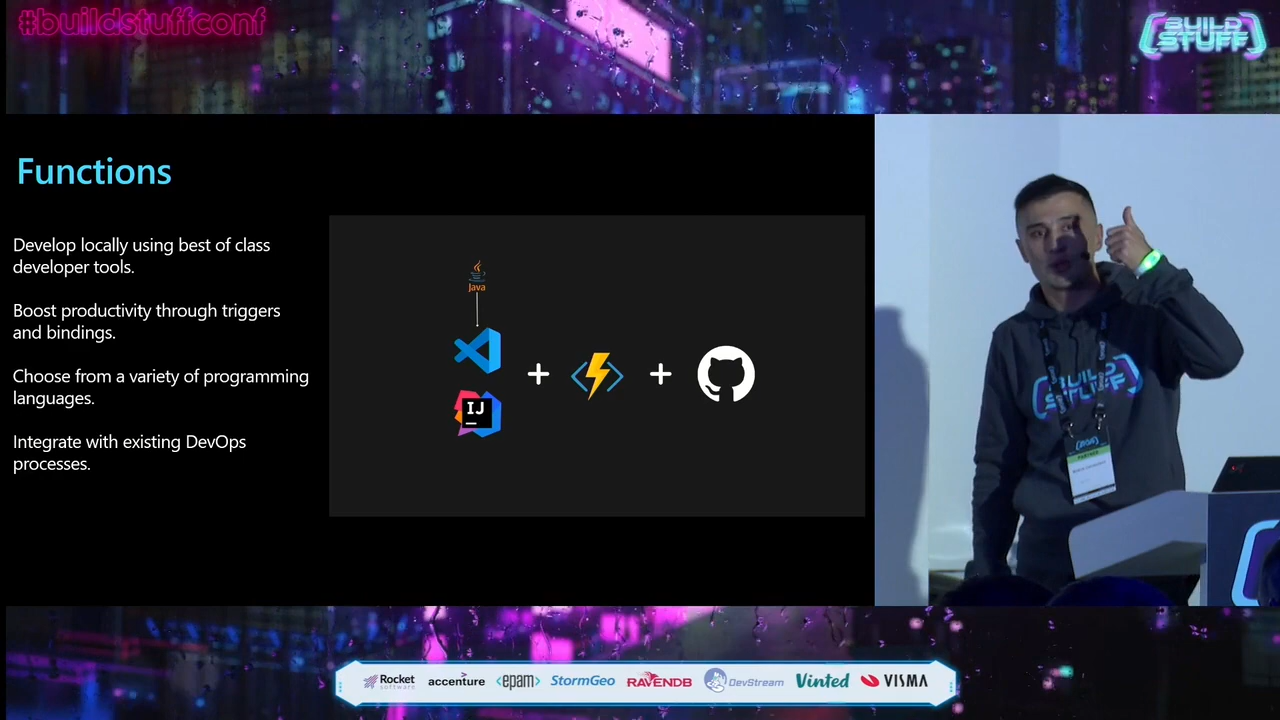 #buildstuffconf
BUILD
STUFF
Functions
Develop locally using best of class
developer tools.
Boost productivity through triggers
and bindings.
Choose from a variety of programming
languages.
Integrate with existing DevOps
processes.
Java
IJ
BUILD
STUFF
PARTNER
Rocket
software
accenture
<epam>
StormGeo
RAVENDB
DevStream
Vinted
VISMA